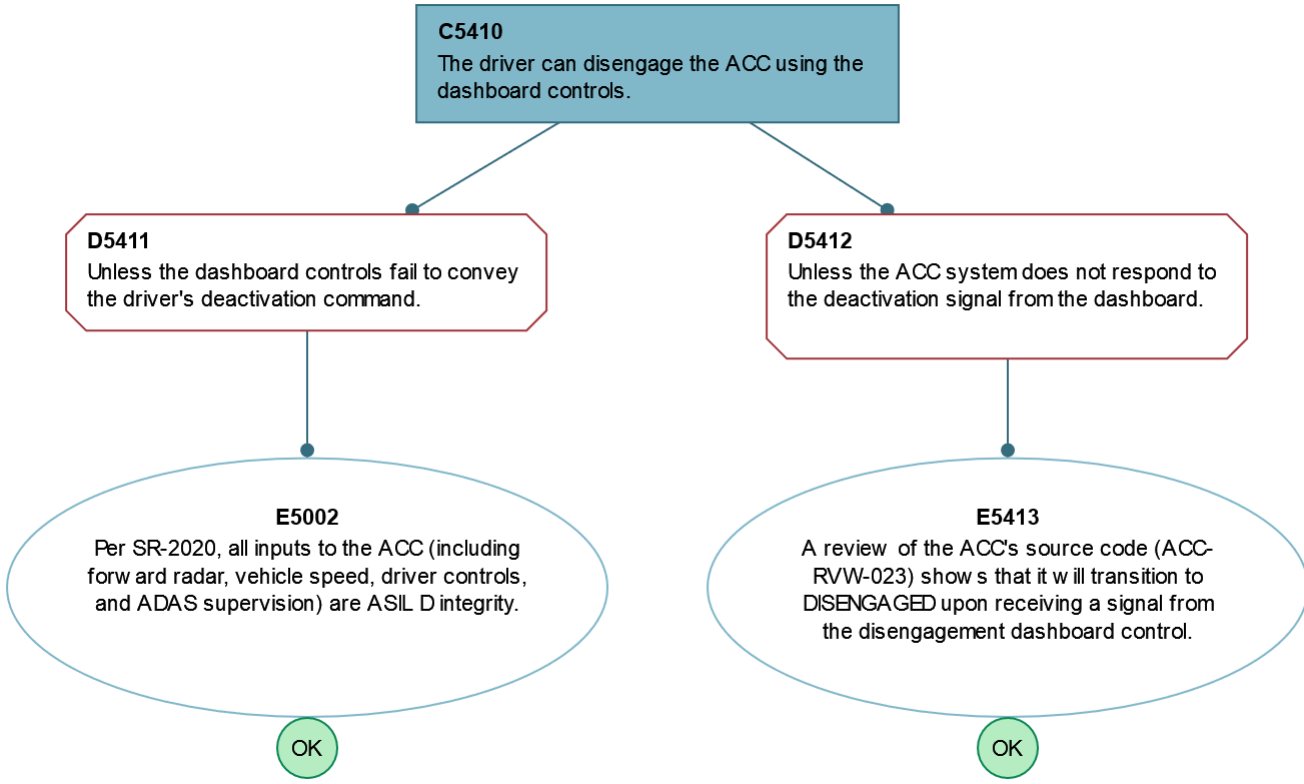 C5410
The driver can disengage the ACC using the
dashboard controls.
D5411
Unless the dashboard controls fail to convey
the driver's deactivation command.
D5412
Unless the ACC system does not respond to
the deactivation signal from the dashboard.
E5002
Per SR-2020, all inputs to the ACC (including
forward radar, vehicle speed, driver controls,
and ADAS supervision) are ASIL D integrity.
E5413
A review of the ACC's source code (ACC-
RVW-023) shows that it will transition to
DISENGAGED upon receiving a signal from
the disengagement dashboard control.
OK
OK